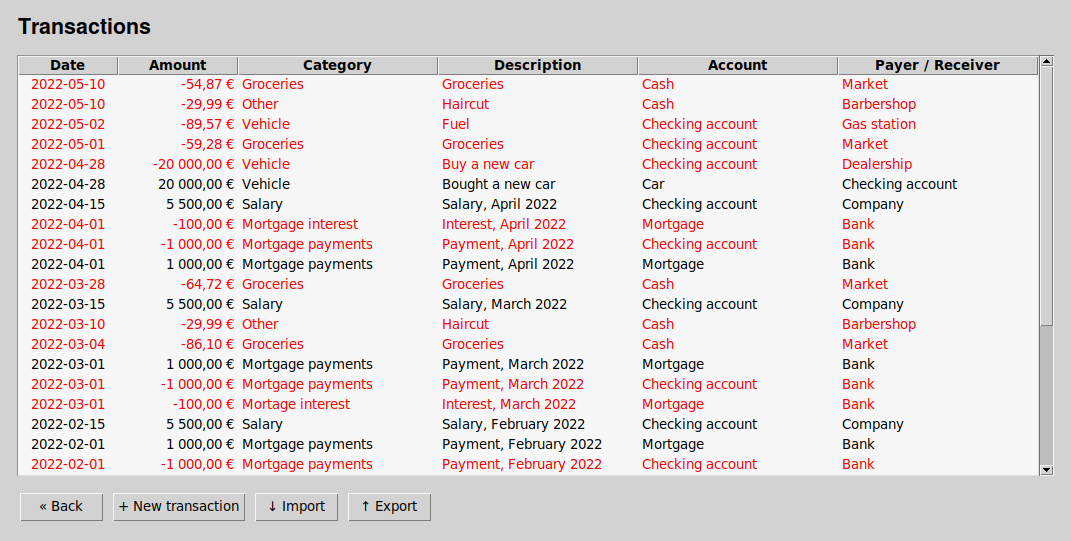 Transactions
Date Amount Category Description Account Payer / Receiver
2022-05-10 -54,87 € Groceries Groceries Cash Market
2022-05-10 -29,99 € Other Haircut Cash Barbershop
2022-05-02 -89,57 € Vehicle Fuel Checking account Gas station
2022-05-01 -59,28 € Groceries Groceries Checking account Market
2022-04-28 -20 000,00 € Vehicle Buy a new car Checking account Dealership
2022-04-28 20 000,00 € Vehicle Bought a new car Car Checking account
2022-04-15 5 500,00 € Salary Salary, April 2022 Checking account Company
2022-04-01 -100,00 € Mortgage interest Interest, April 2022 Mortgage Bank
2022-04-01 -1 000,00 € Mortgage payments Payment, April 2022 Checking account Bank
2022-04-01 1 000,00 € Mortgage payments Payment, April 2022 Mortgage Bank
2022-03-28 -64,72 € Groceries Groceries Cash Market
2022-03-15 5 500,00 € Salary Salary, March 2022 Checking account Company
2022-03-10 -29,99 € Other Haircut Cash Barbershop
2022-03-04 -86,10 € Groceries Groceries Cash Market
2022-03-01 1 000,00 € Mortgage payments Payment, March 2022 Mortgage Bank
2022-03-01 -1 000,00 € Mortgage payments Payment, March 2022 Checking account Bank
2022-03-01 -100,00 € Mortage interest Interest, March 2022 Mortgage Bank
2022-02-15 5 500,00 € Salary Salary, February 2022 Checking account Company
2022-02-01 1 000,00 € Mortgage payments Payment, February 2022 Mortgage Bank
2022-02-01 -1 000,00 € Mortgage payments Payment, February 2022 Checking account Bank
« Back + New transaction ↓ Import ↑ Export